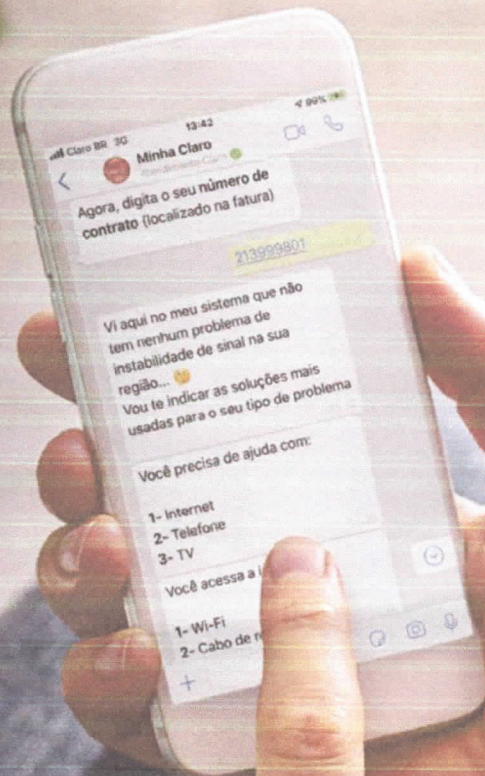 Claro BR 3G 13:42 99%
Minha Claro
Agora, digita o seu número de
contrato (localizado na fatura)
213999801
Vi aqui no meu sistema que não
tem nenhum problema de
instabilidade de sinal na sua
região...
Vou te indicar as soluções mais
usadas para o seu tipo de problema
Você precisa de ajuda com:
1- Internet
2- Telefone
3- TV
Você acessa a i
1- Wi-Fi
2- Cabo de r